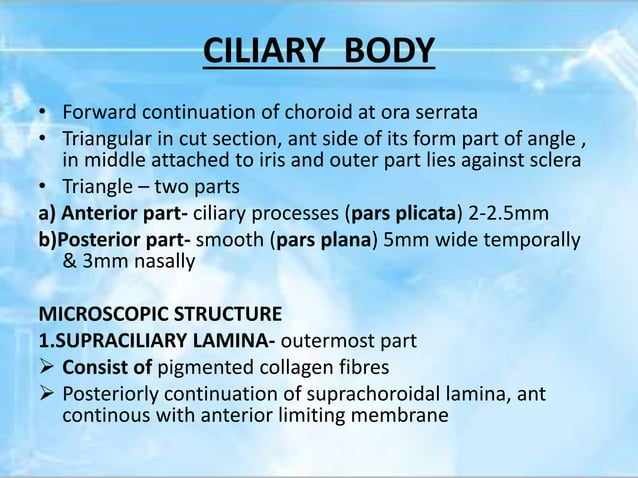 CILIARY BODY
• Forward continuation of choroid at ora serrata
• Triangular in cut section, ant side of its form part of angle ,
in middle attached to iris and outer part lies against sclera
• Triangle – two parts
a) Anterior part- ciliary processes (pars plicata) 2-2.5mm
b)Posterior part- smooth (pars plana) 5mm wide temporally
& 3mm nasally
MICROSCOPIC STRUCTURE
1.SUPRACILIARY LAMINA- outermost part
➢ Consist of pigmented collagen fibres
➢ Posteriorly continuation of suprachoroidal lamina, ant
continous with anterior limiting membrane